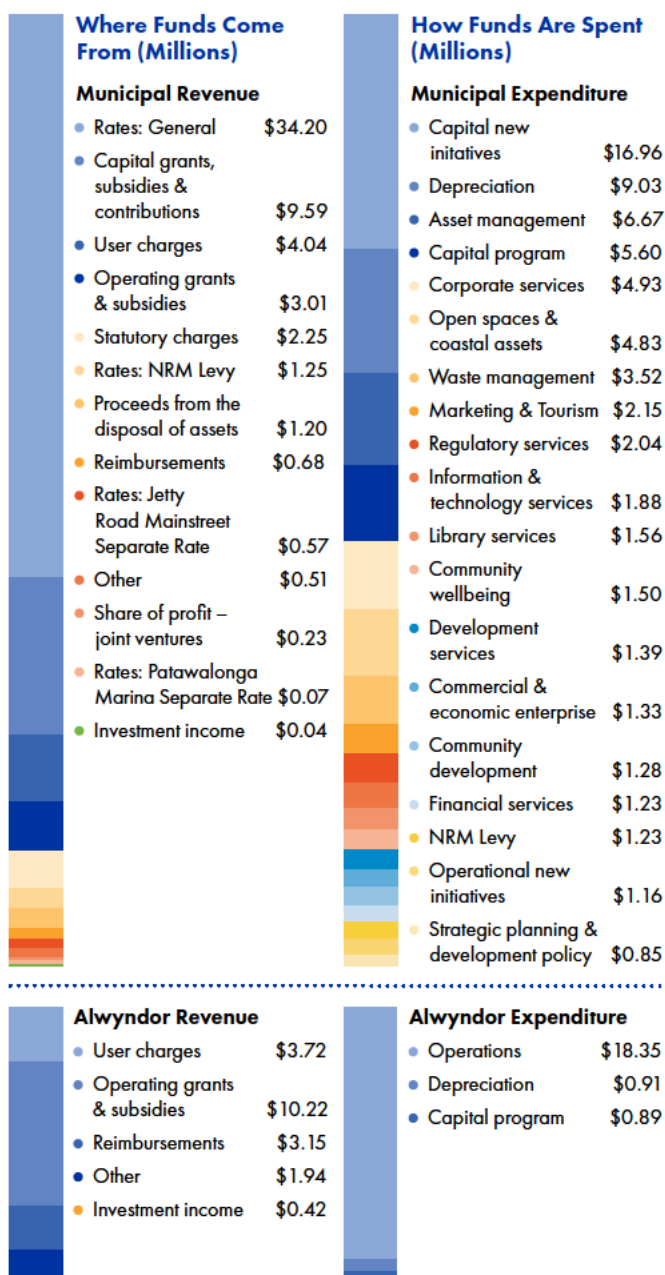 Where Funds Come
From (Millions)
Municipal Revenue
Rates: General $34.20
Capital grants,
subsidies &
contributions $9.59
User charges $4.04
Operating grants
& subsidies $3.01
Statutory charges $2.25
Rates: NRM Levy $1.25
Proceeds from the
disposal of assets $1.20
Reimbursements $0.68
Rates: Jetty
Road Mainstreet
Separate Rate $0.57
Other $0.51
Share of profit –
joint ventures $0.23
Rates: Patawalonga
Marina Separate Rate $0.07
Investment income $0.04
How Funds Are Spent
(Millions)
Municipal Expenditure
Capital new
initatives $16.96
Depreciation $9.03
Asset management $6.67
Capital program $5.60
Corporate services $4.93
Open spaces &
coastal assets $4.83
Waste management $3.52
Marketing & Tourism $2.15
Regulatory services $2.04
Information &
technology services $1.88
Library services $1.56
Community
wellbeing $1.50
Development
services $1.39
Commercial &
economic enterprise $1.33
Community
development $1.28
Financial services $1.23
NRM Levy $1.23
Operational new
initiatives $1.16
Strategic planning &
development policy $0.85
Alwyndor Revenue
User charges $3.72
Operating grants
& subsidies $10.22
Reimbursements $3.15
Other $1.94
Investment income $0.42
Alwyndor Expenditure
Operations $18.35
Depreciation $0.91
Capital program $0.89